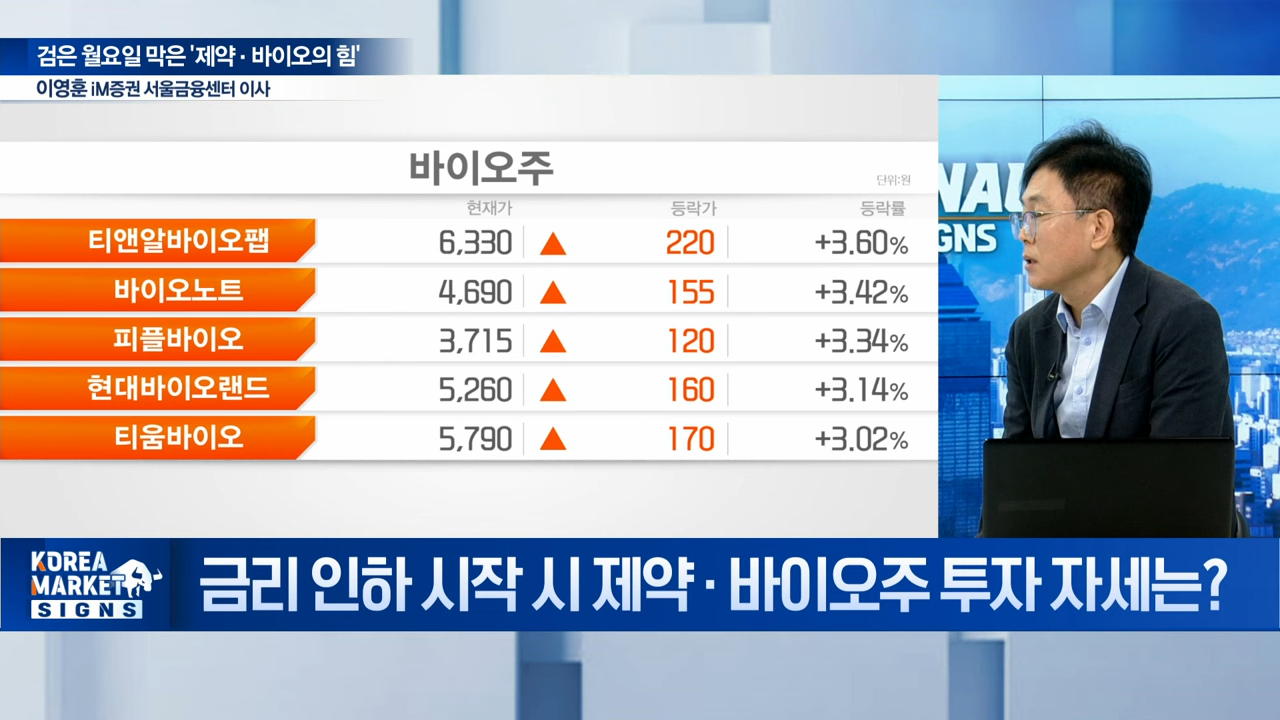 검은 월요일 막은 '제약·바이오의 힘'
이영훈 iM증권 서울금융센터 이사
바이오주
단위:원
현재가 등락가 등락률
티앤알바이오팹 6,330 ▲ 220 +3.60%
바이오노트 4,690 ▲ 155 +3.42%
피플바이오 3,715 ▲ 120 +3.34%
현대바이오랜드 5,260 ▲ 160 +3.14%
티움바이오 5,790 ▲ 170 +3.02%
KOREA
MARKET
SIGNS
금리 인하 시작 시 제약·바이오주 투자 자세는?